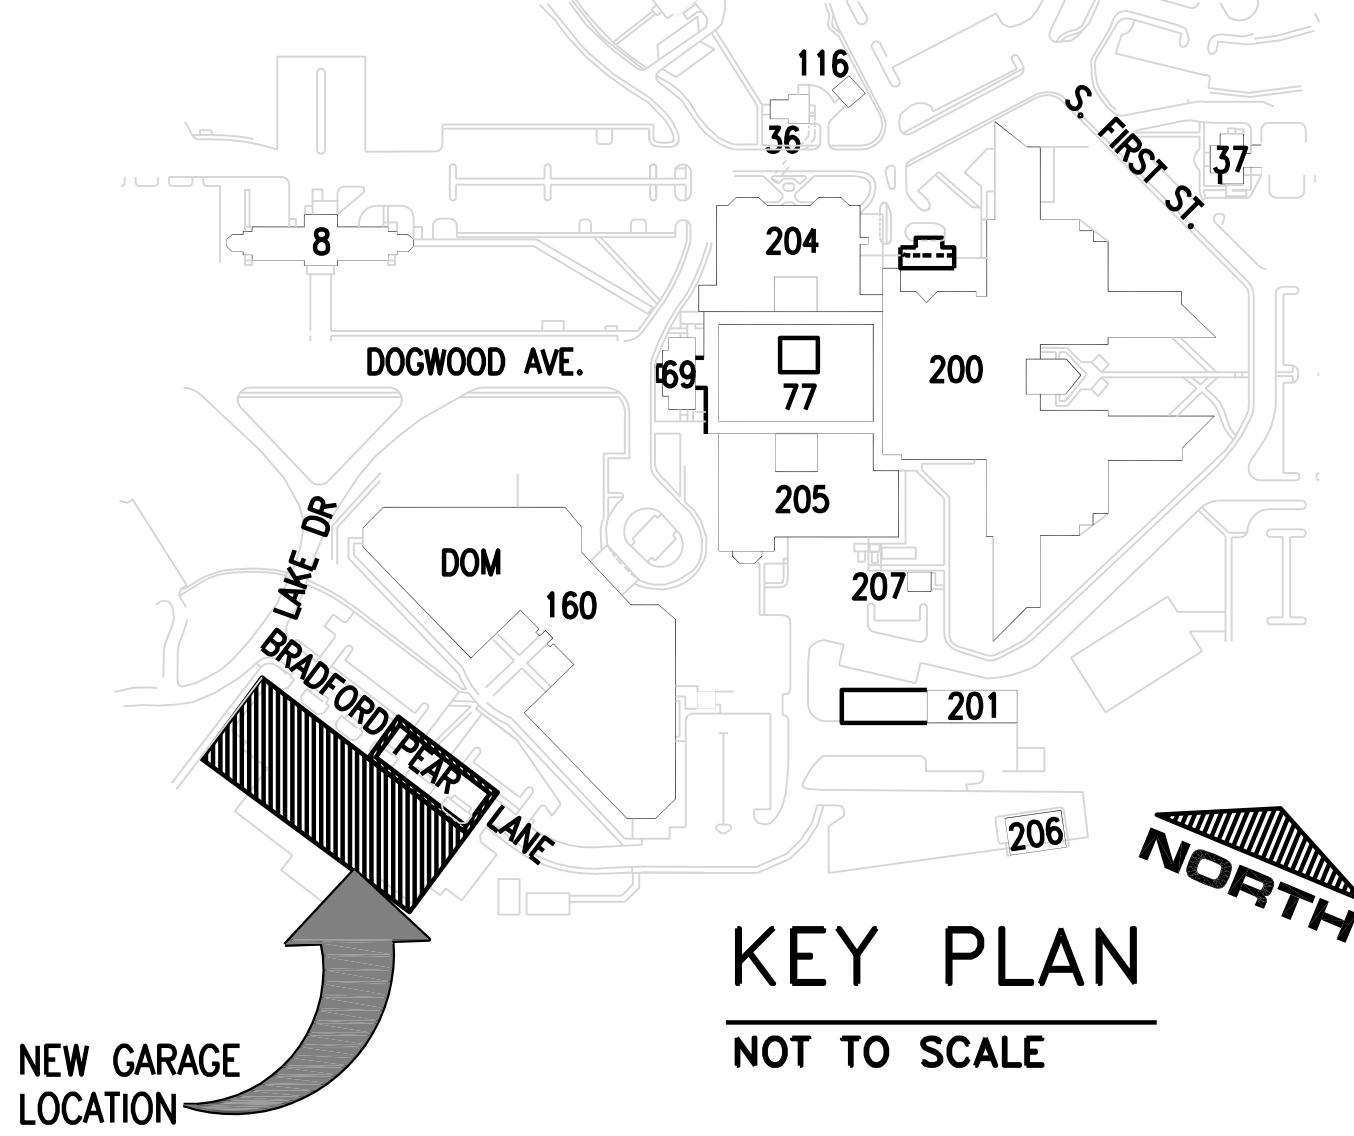 116
36
S. FIRST ST.
37
8
204
DOGWOOD AVE.
69
77
200
205
LAKE DR
DOM
160
207
BRADFORD PEAR LANE
201
206
NORTH
KEY PLAN
NOT TO SCALE
NEW GARAGE
LOCATION